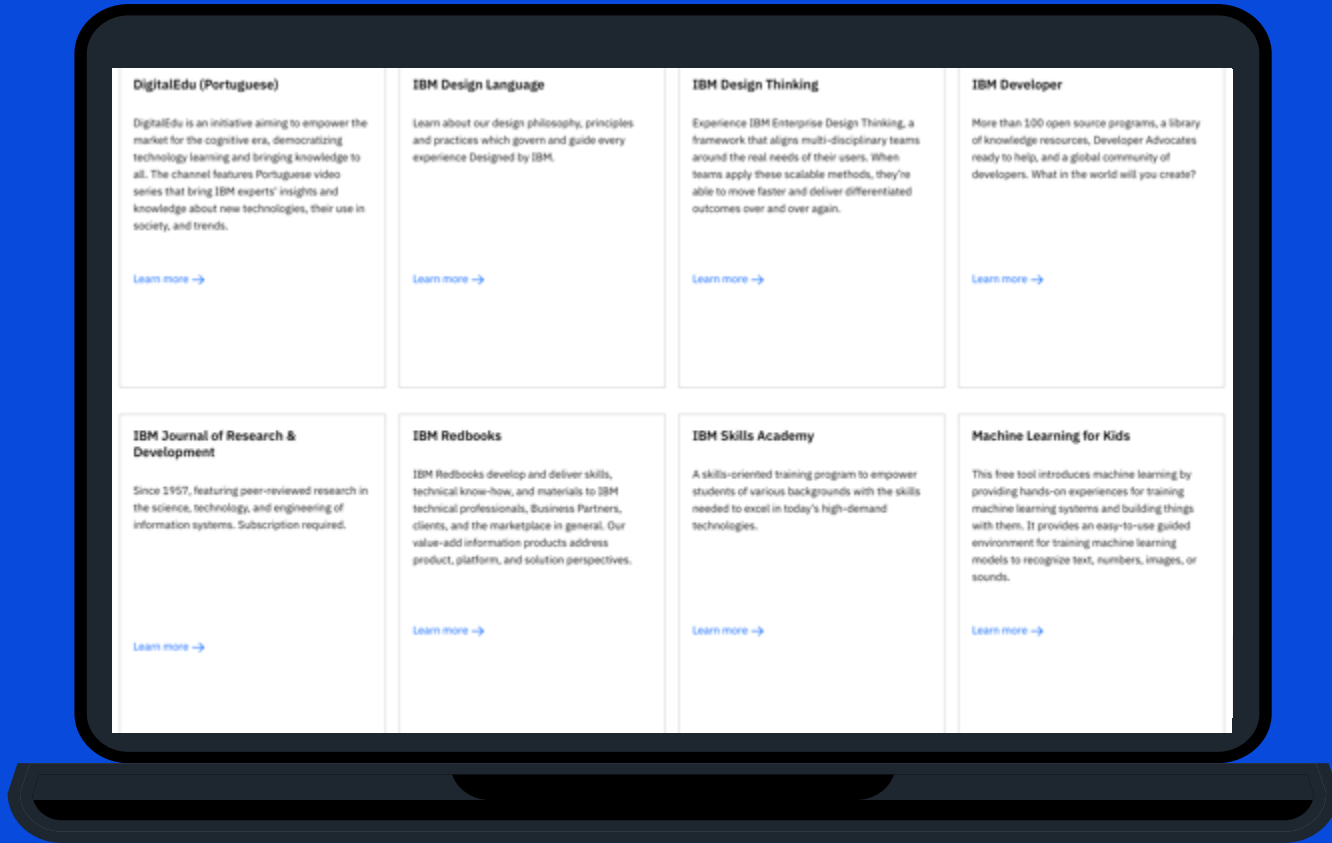 DigitalEdu (Portuguese)
DigitalEdu is an initiative aiming to empower the
market for the cognitive era, democratizing
technology learning and bringing knowledge to
all. The channel features Portuguese video
series that bring IBM experts' insights and
knowledge about new technologies, their use in
society, and trends.
Learn more →
IBM Design Language
Learn about our design philosophy, principles
and practices which govern and guide every
experience Designed by IBM.
Learn more →
IBM Design Thinking
Experience IBM Enterprise Design Thinking, a
framework that aligns multi-disciplinary teams
around the real needs of their users. When
teams apply these scalable methods, they're
able to move faster and deliver differentiated
outcomes over and over again.
Learn more →
IBM Developer
More than 100 open source programs, a library
of knowledge resources, Developer Advocates
ready to help, and a global community of
developers. What in the world will you create?
Learn more →
IBM Journal of Research &
Development
Since 1957, featuring peer-reviewed research in
the science, technology, and engineering of
information systems. Subscription required.
Learn more →
IBM Redbooks
IBM Redbooks develop and deliver skills,
technical know-how, and materials to IBM
technical professionals, Business Partners,
clients, and the marketplace in general. Our
value-add information products address
product, platform, and solution perspectives.
Learn more →
IBM Skills Academy
A skills-oriented training program to empower
students of various backgrounds with the skills
needed to excel in today's high-demand
technologies.
Learn more →
Machine Learning for Kids
This free tool introduces machine learning by
providing hands-on experiences for training
machine learning systems and building things
with them. It provides an easy-to-use guided
environment for training machine learning
models to recognize text, numbers, images, or
sounds.
Learn more →